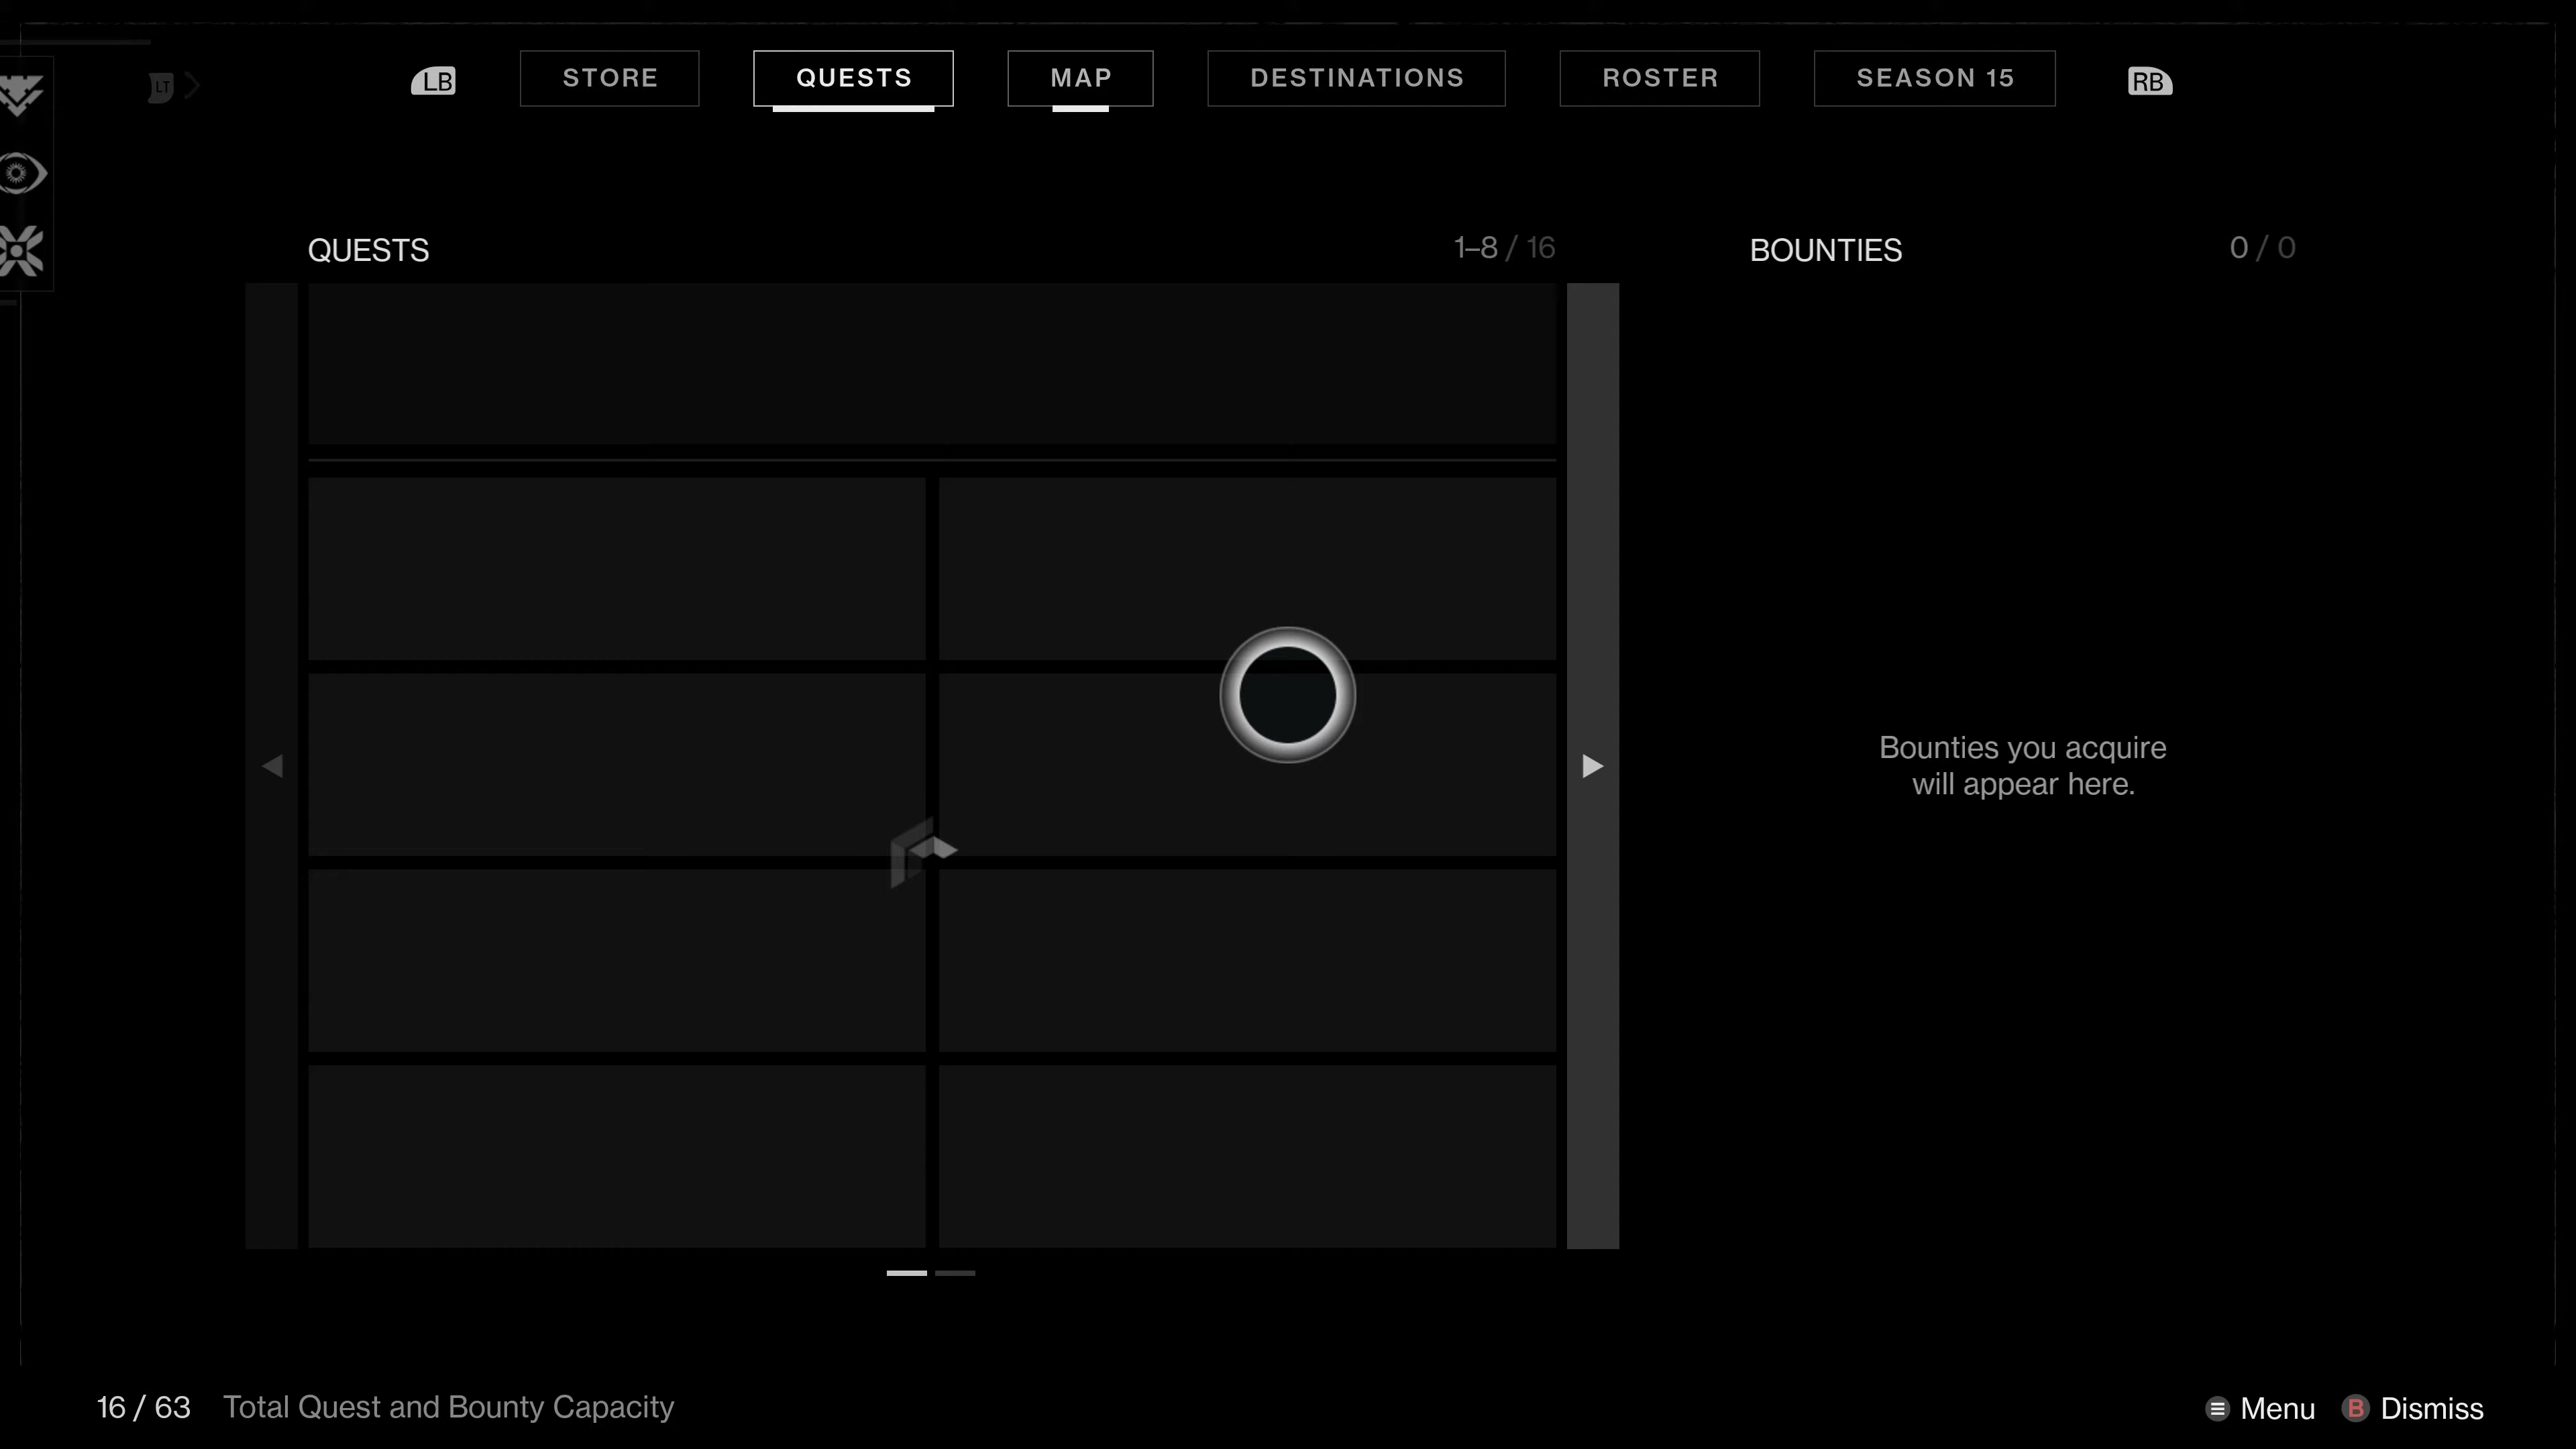 LT
LB
STORE
QUESTS
MAP
DESTINATIONS
ROSTER
SEASON 15
RB
QUESTS
1–8 / 16
BOUNTIES
0 / 0
Bounties you acquire
will appear here.
16 / 63 Total Quest and Bounty Capacity
Menu
B Dismiss